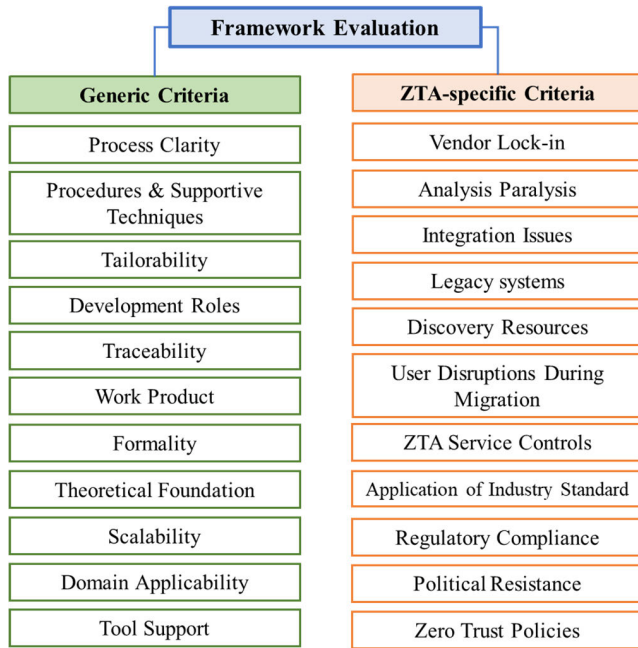 Framework Evaluation
Generic Criteria
Process Clarity
Procedures & Supportive
Techniques
Tailorability
Development Roles
Traceability
Work Product
Formality
Theoretical Foundation
Scalability
Domain Applicability
Tool Support
ZTA-specific Criteria
Vendor Lock-in
Analysis Paralysis
Integration Issues
Legacy systems
Discovery Resources
User Disruptions During
Migration
ZTA Service Controls
Application of Industry Standard
Regulatory Compliance
Political Resistance
Zero Trust Policies